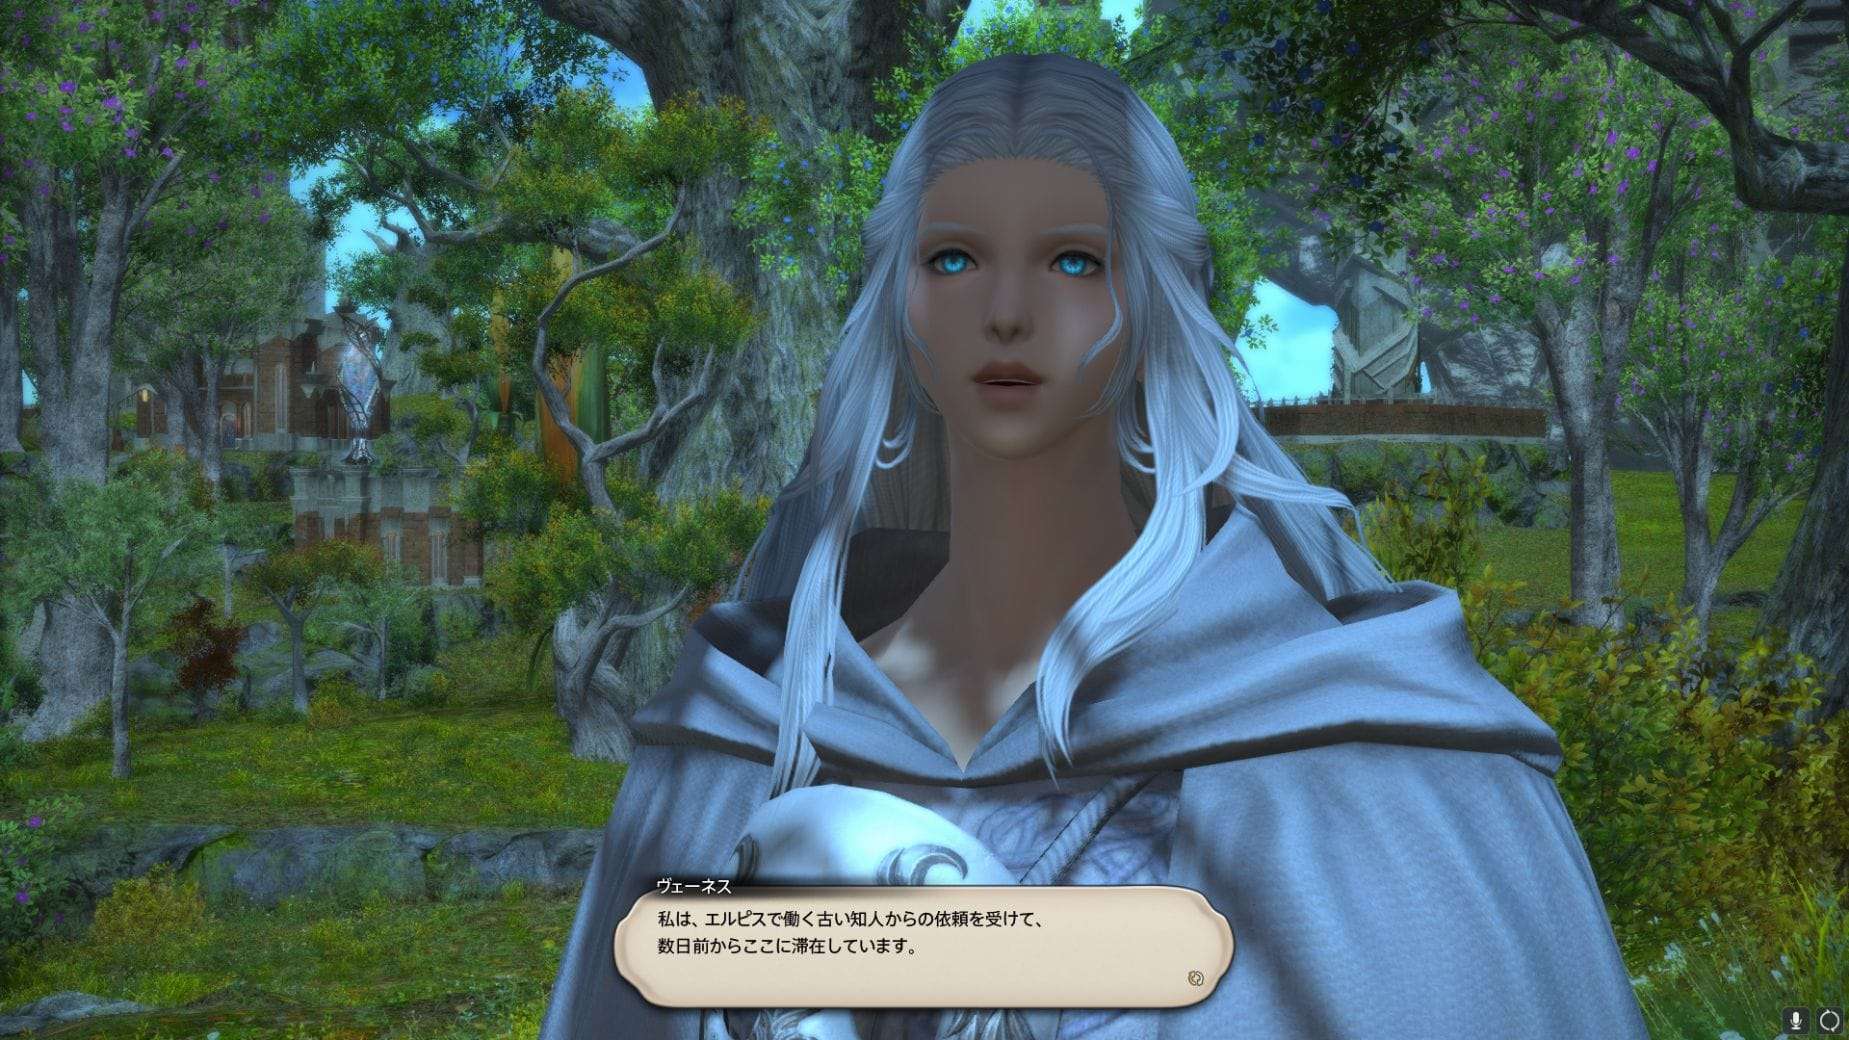 ヴェーネス
私は、エルピスで働く古い知人からの依頼を受けて、
数日前からここに滞在しています。